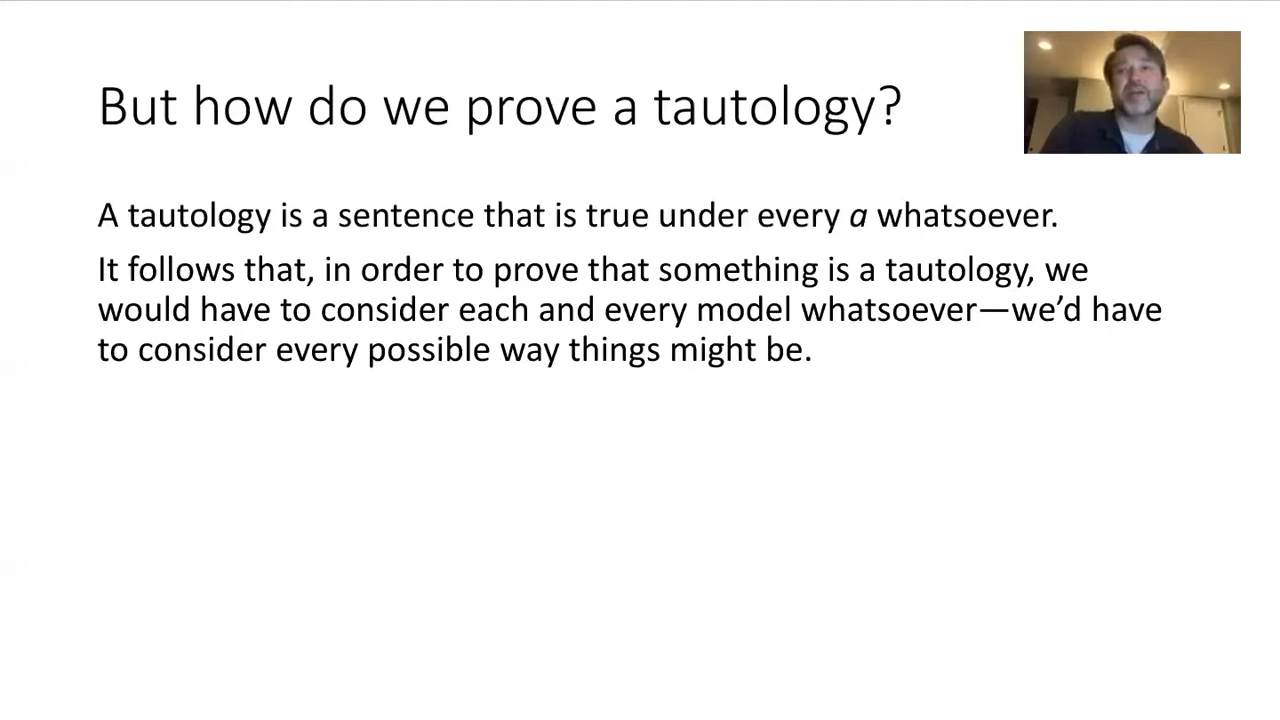 But how do we prove a tautology?
A tautology is a sentence that is true under every a whatsoever.
It follows that, in order to prove that something is a tautology, we
would have to consider each and every model whatsoever—we’d have
to consider every possible way things might be.